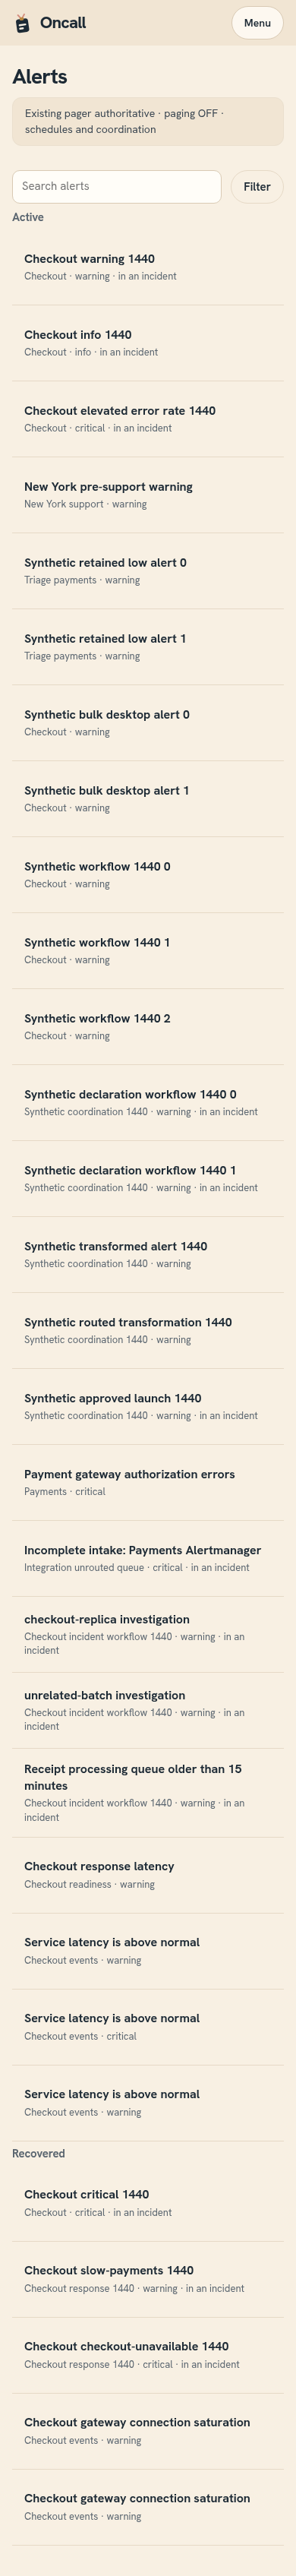 Oncall
Menu
Alerts
Existing pager authoritative · paging OFF ·
schedules and coordination
Search alerts
Filter
Active
Checkout warning 1440
Checkout · warning · in an incident
Checkout info 1440
Checkout · info · in an incident
Checkout elevated error rate 1440
Checkout · critical · in an incident
New York pre-support warning
New York support · warning
Synthetic retained low alert 0
Triage payments · warning
Synthetic retained low alert 1
Triage payments · warning
Synthetic bulk desktop alert 0
Checkout · warning
Synthetic bulk desktop alert 1
Checkout · warning
Synthetic workflow 1440 0
Checkout · warning
Synthetic workflow 1440 1
Checkout · warning
Synthetic workflow 1440 2
Checkout · warning
Synthetic declaration workflow 1440 0
Synthetic coordination 1440 · warning · in an incident
Synthetic declaration workflow 1440 1
Synthetic coordination 1440 · warning · in an incident
Synthetic transformed alert 1440
Synthetic coordination 1440 · warning
Synthetic routed transformation 1440
Synthetic coordination 1440 · warning
Synthetic approved launch 1440
Synthetic coordination 1440 · warning · in an incident
Payment gateway authorization errors
Payments · critical
Incomplete intake: Payments Alertmanager
Integration unrouted queue · critical · in an incident
checkout-replica investigation
Checkout incident workflow 1440 · warning · in an
incident
unrelated-batch investigation
Checkout incident workflow 1440 · warning · in an
incident
Receipt processing queue older than 15
minutes
Checkout incident workflow 1440 · warning · in an
incident
Checkout response latency
Checkout readiness · warning
Service latency is above normal
Checkout events · warning
Service latency is above normal
Checkout events · critical
Service latency is above normal
Checkout events · warning
Recovered
Checkout critical 1440
Checkout · critical · in an incident
Checkout slow-payments 1440
Checkout response 1440 · warning · in an incident
Checkout checkout-unavailable 1440
Checkout response 1440 · critical · in an incident
Checkout gateway connection saturation
Checkout events · warning
Checkout gateway connection saturation
Checkout events · warning